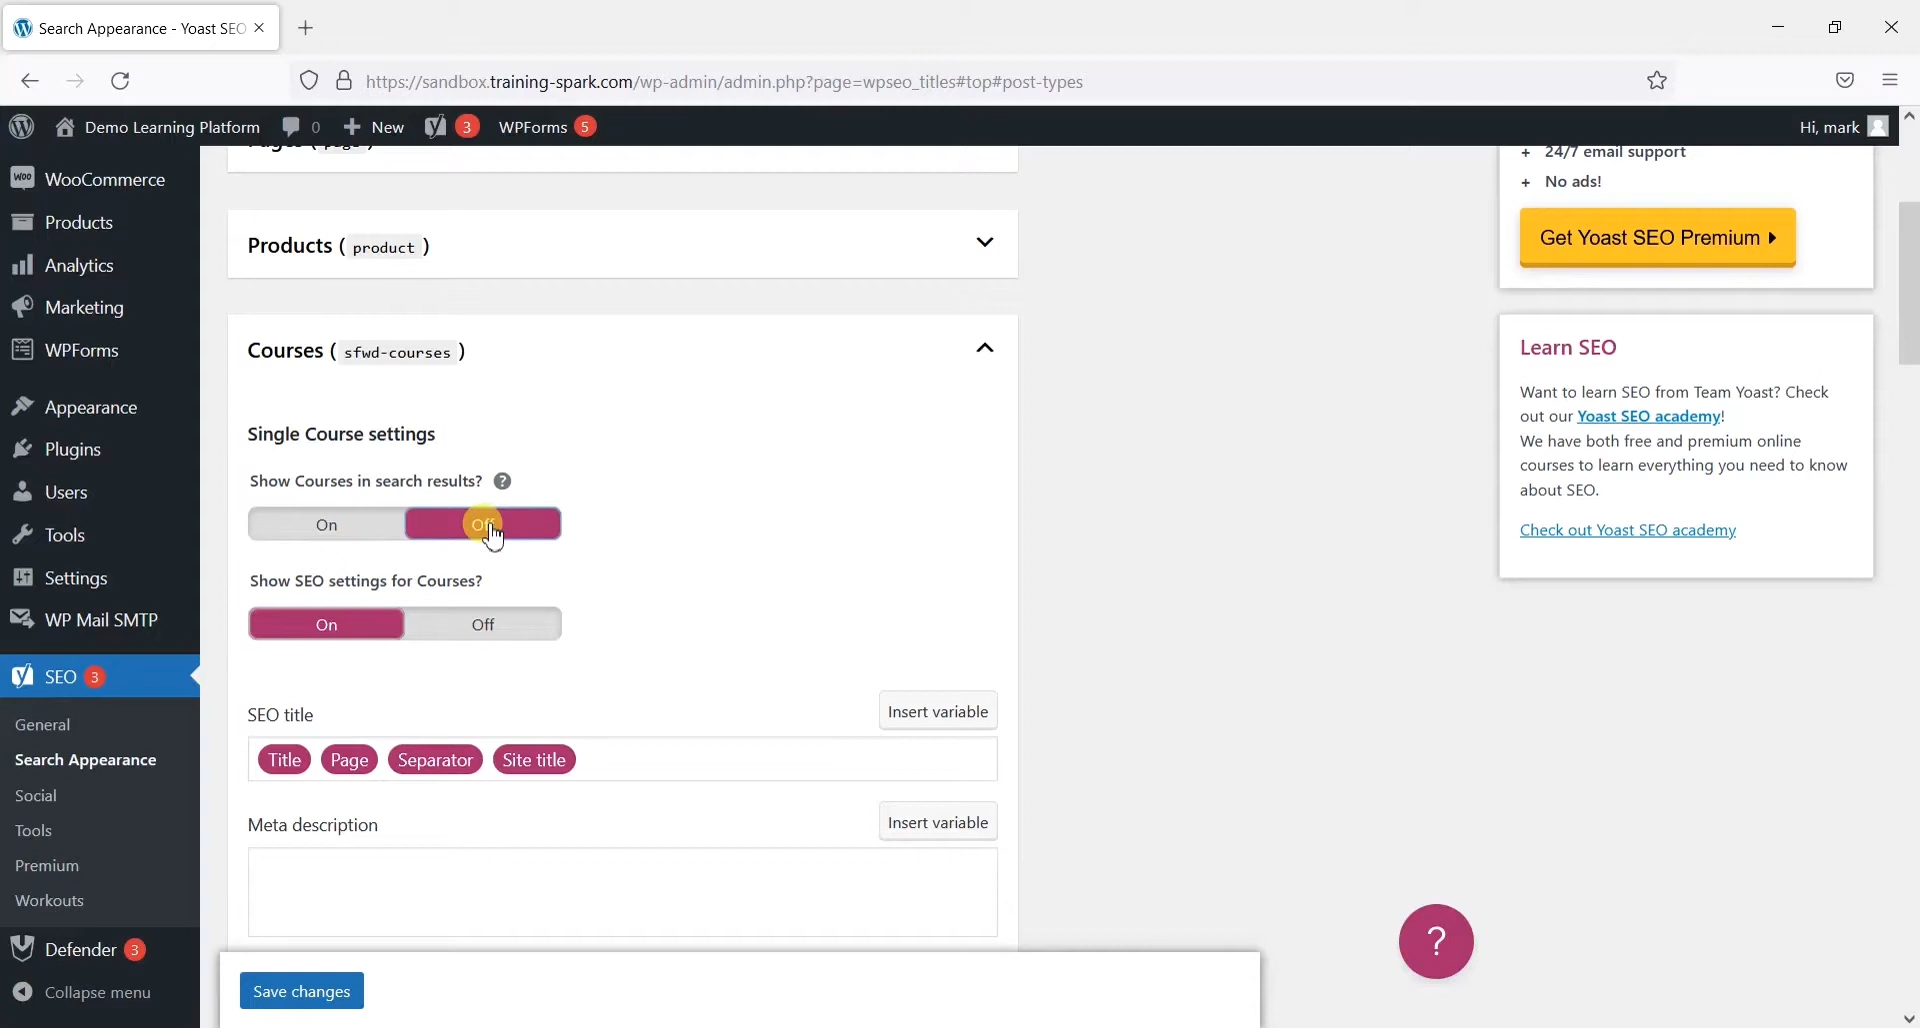 Search Appearance - Yoast SEO
https://sandbox.training-spark.com/wp-admin/admin.php?page=wpseo_titles#top#post-types
Demo Learning Platform
0
New
3
WPForms
5
Hi, mark
WooCommerce
Products
Analytics
Marketing
WPForms
Appearance
Plugins
Users
Tools
Settings
WP Mail SMTP
SEO 3
General
Search Appearance
Social
Tools
Premium
Workouts
Defender 3
Collapse menu
Pages ( page )
Products ( product )
Courses ( sfwd-courses )
Single Course settings
Show Courses in search results? ?
On Off
Show SEO settings for Courses?
On Off
SEO title
Insert variable
Title Page Separator Site title
Meta description
Insert variable
Save changes
+ 24/7 email support
+ No ads!
Get Yoast SEO Premium
Learn SEO
Want to learn SEO from Team Yoast? Check
out our Yoast SEO academy!
We have both free and premium online
courses to learn everything you need to know
about SEO.
Check out Yoast SEO academy
?